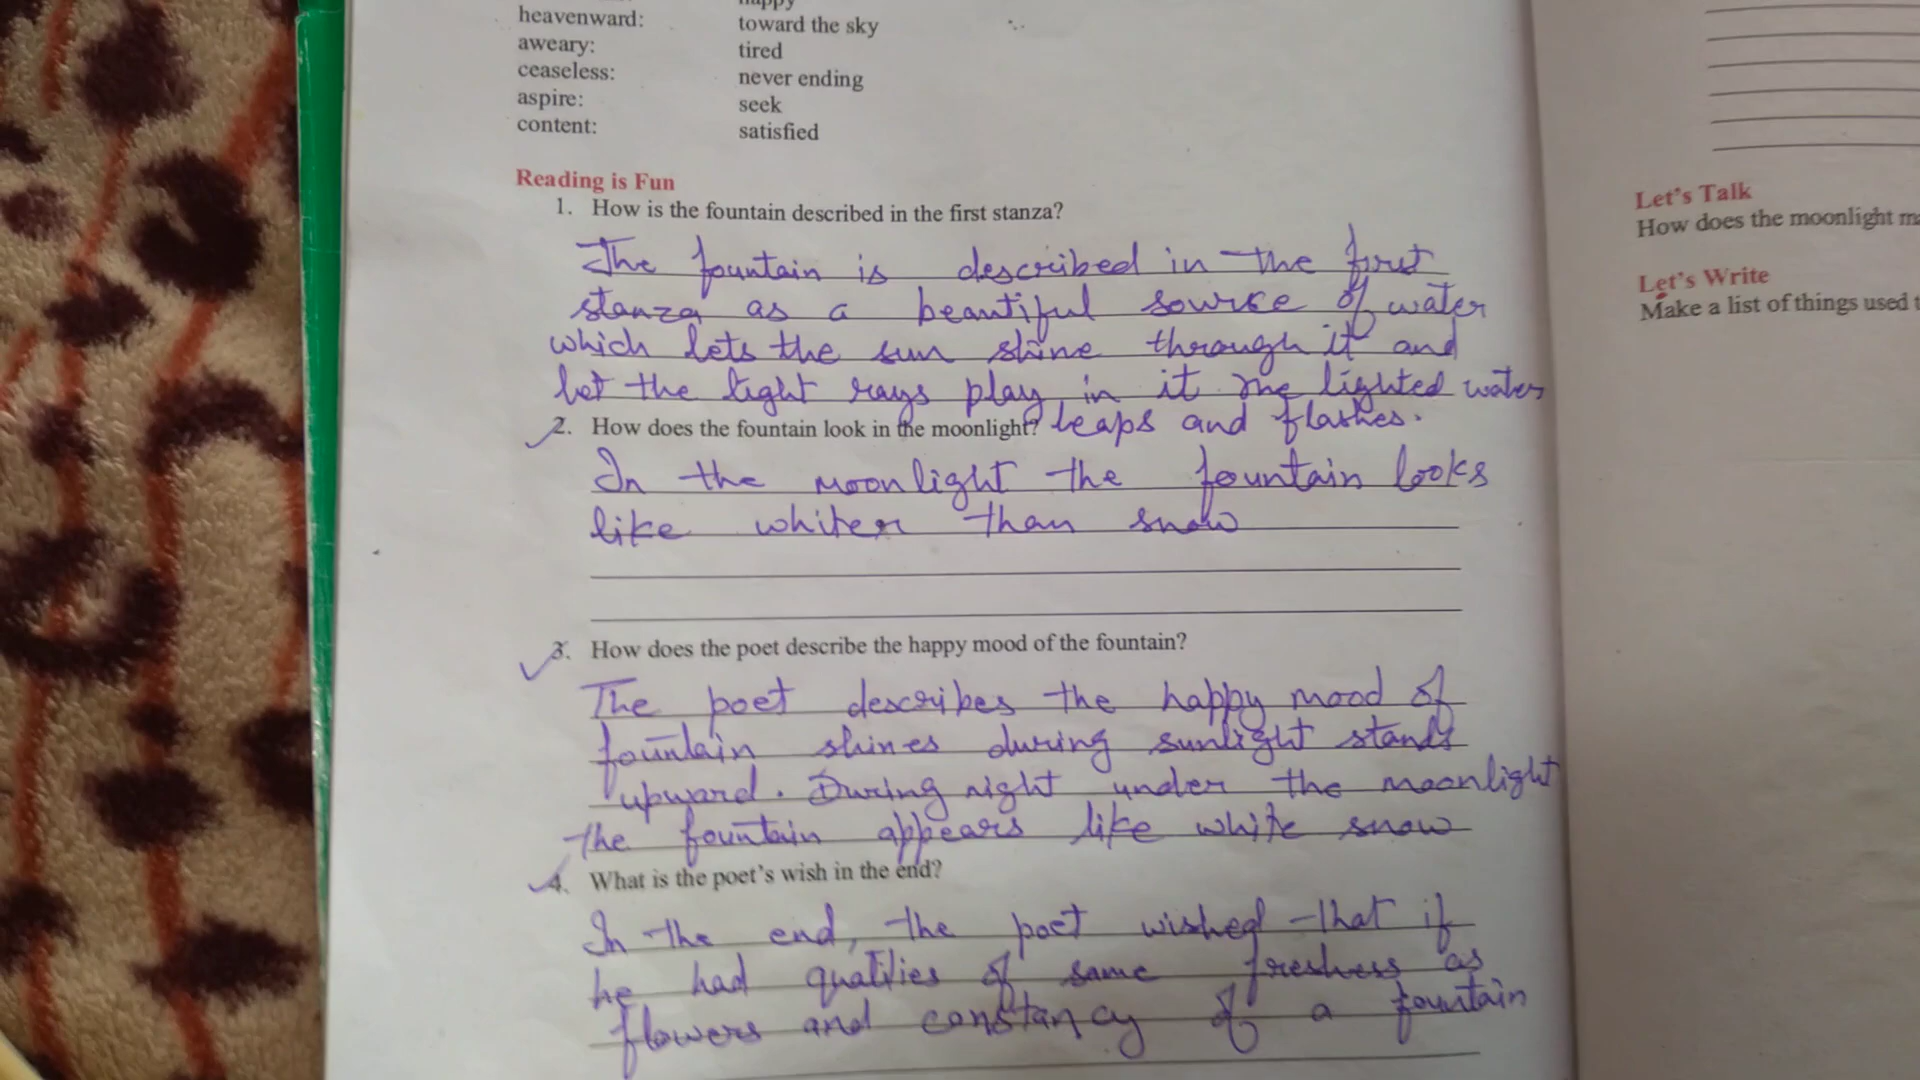 happy
heavenward: toward the sky
aweary: tired
ceaseless: never ending
aspire: seek
content: satisfied
Reading is Fun
1. How is the fountain described in the first stanza?
The fountain is described in the first
stanza as a beautiful source of water
which lets the sun shine through it and
let the light rays play in it The lighted water
leaps and flashes.
2. How does the fountain look in the moonlight?
In the moonlight the fountain looks
like whiter than snow
3. How does the poet describe the happy mood of the fountain?
The poet describes the happy mood of
fountain shines during sunlight stands
upward. During night under the moonlight
the fountain appears like white snow
4. What is the poet's wish in the end?
In the end, the poet wished that if
he had qualities of same freshness as
flowers and constancy of a fountain
Let's Talk
How does the moonlight
Let's Write
Make a list of things used